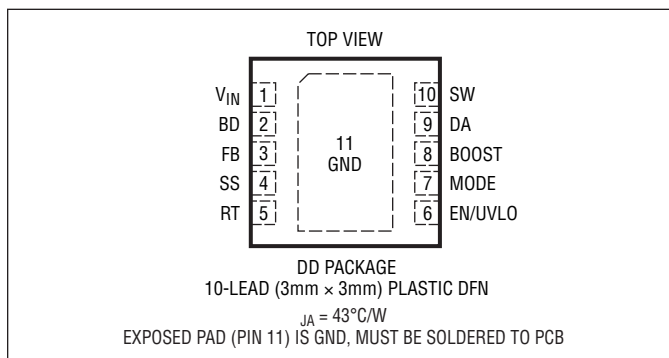 TOP VIEW
VIN 1 10 SW
BD 2 9 DA
FB 3 11 8 BOOST
GND
SS 4 7 MODE
RT 5 6 EN/UVLO
DD PACKAGE
10-LEAD (3mm × 3mm) PLASTIC DFN
JA = 43°C/W
EXPOSED PAD (PIN 11) IS GND, MUST BE SOLDERED TO PCB